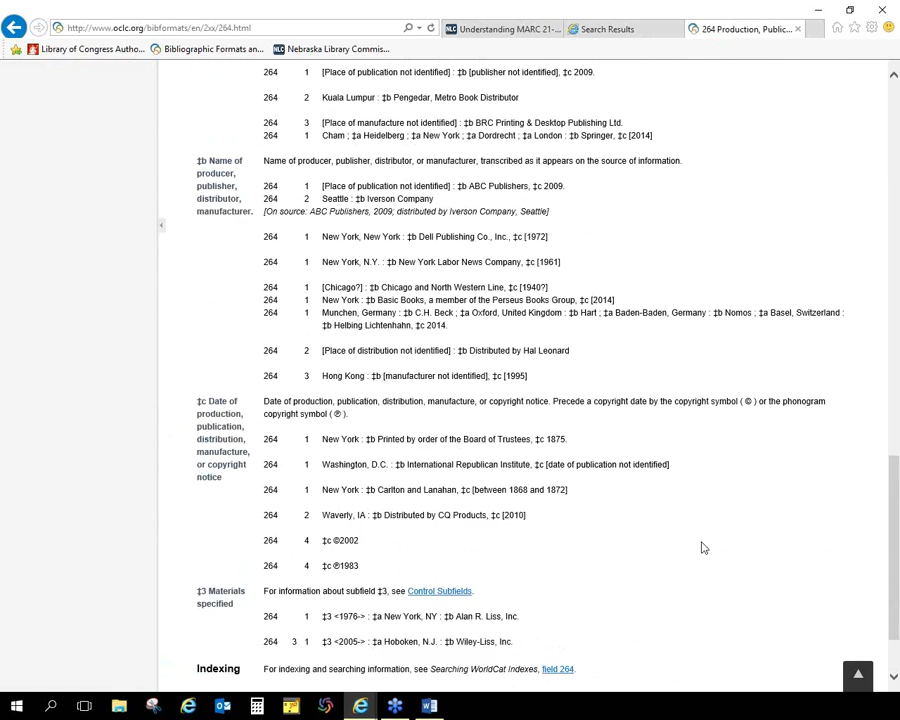 http://www.oclc.org/bibformats/en/2xx/264.html
Understanding MARC 21-...
Search Results
264 Production, Public...
Library of Congress Autho...
Bibliographic Formats an...
Nebraska Library Commis...
264 1 [Place of publication not identified] : ‡b [publisher not identified], ‡c 2009.
264 2 Kuala Lumpur : ‡b Pengedar, Metro Book Distributor
264 3 [Place of manufacture not identified] : ‡b BRC Printing & Desktop Publishing Ltd.
264 1 Cham ; ‡a Heidelberg ; ‡a New York ; ‡a Dordrecht ; ‡a London : ‡b Springer, ‡c [2014]
‡b Name of
producer,
publisher,
distributor,
manufacturer.
Name of producer, publisher, distributor, or manufacturer, transcribed as it appears on the source of information.
264 1 [Place of publication not identified] : ‡b ABC Publishers, ‡c 2009.
264 2 Seattle : ‡b Iverson Company
[On source: ABC Publishers, 2009; distributed by Iverson Company, Seattle]
264 1 New York, New York : ‡b Dell Publishing Co., Inc., ‡c [1972]
264 1 New York, N.Y. : ‡b New York Labor News Company, ‡c [1961]
264 1 [Chicago?] : ‡b Chicago and North Western Line, ‡c [1940?]
264 1 New York : ‡b Basic Books, a member of the Perseus Books Group, ‡c [2014]
264 1 Munchen, Germany : ‡b C.H. Beck ; ‡a Oxford, United Kingdom : ‡b Hart ; ‡a Baden-Baden, Germany : ‡b Nomos ; ‡a Basel, Switzerland :
‡b Helbing Lichtenhahn, ‡c 2014.
264 2 [Place of distribution not identified] : ‡b Distributed by Hal Leonard
264 3 Hong Kong : ‡b [manufacturer not identified], ‡c [1995]
‡c Date of
production,
publication,
distribution,
manufacture,
or copyright
notice
Date of production, publication, distribution, manufacture, or copyright notice. Precede a copyright date by the copyright symbol ( © ) or the phonogram
copyright symbol ( ℗ ).
264 1 New York : ‡b Printed by order of the Board of Trustees, ‡c 1875.
264 1 Washington, D.C. : ‡b International Republican Institute, ‡c [date of publication not identified]
264 1 New York : ‡b Carlton and Lanahan, ‡c [between 1868 and 1872]
264 2 Waverly, IA : ‡b Distributed by CQ Products, ‡c [2010]
264 4 ‡c ©2002
264 4 ‡c ℗1983
‡3 Materials
specified
For information about subfield ‡3, see Control Subfields.
264 1 ‡3 <1976-> : ‡a New York, NY : ‡b Alan R. Liss, Inc.
264 3 1 ‡3 <2005-> : ‡a Hoboken, N.J. : ‡b Wiley-Liss, Inc.
Indexing
For indexing and searching information, see Searching WorldCat Indexes, field 264.